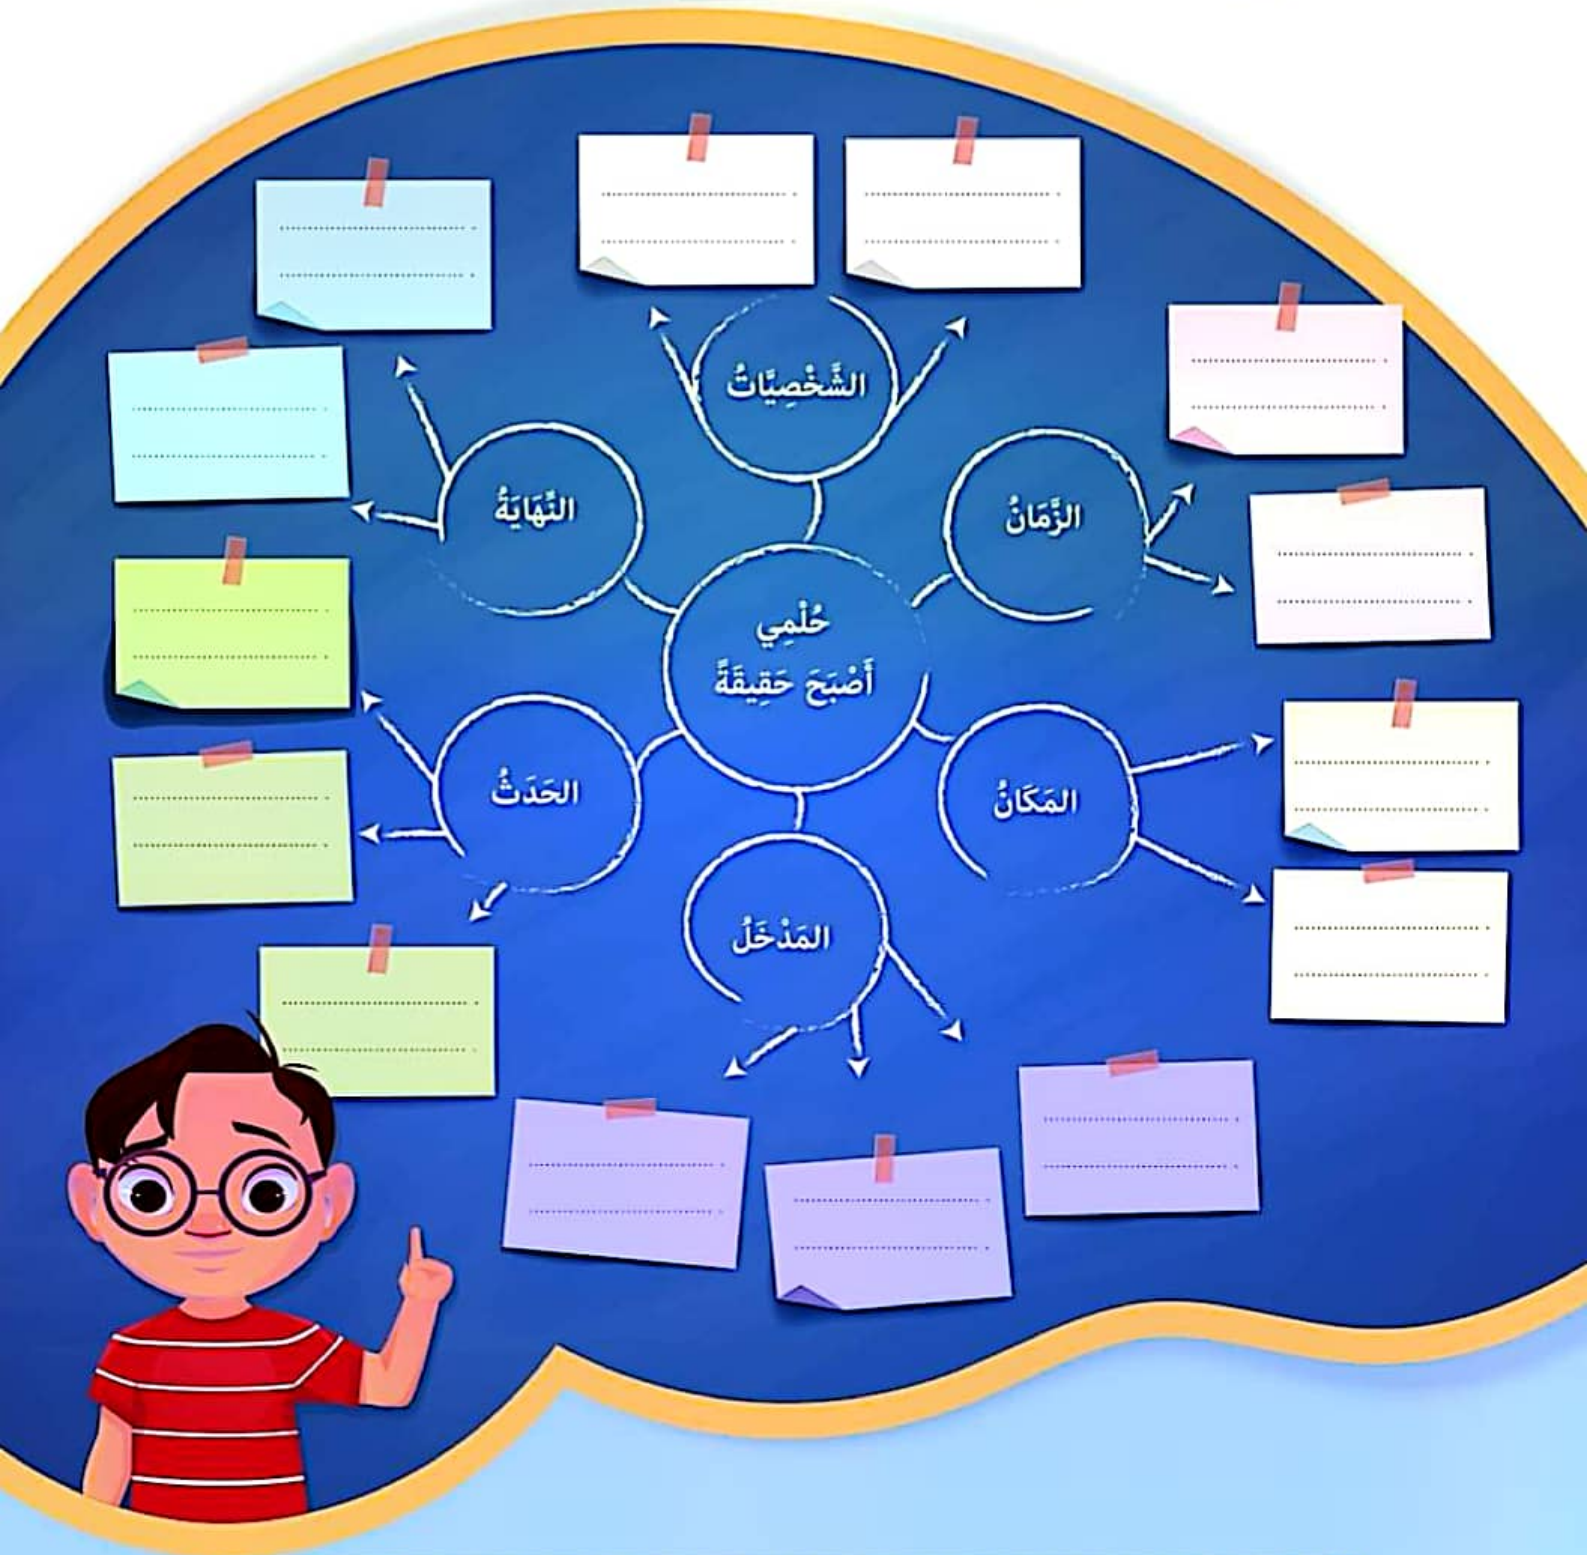 الشَّخْصِيَّاتُ
الزَّمَانُ
النِّهَايَةُ
حُلْمِي
أَصْبَحَ حَقِيقَةً
المَكَانُ
الحَدَثُ
المَدْخَلُ